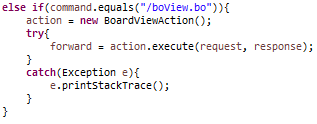 else if(command.equals("/boView.bo")){
    action = new BoardViewAction();
    try{
        forward = action.execute(request, response);
    }
    catch(Exception e){
        e.printStackTrace();
    }
}